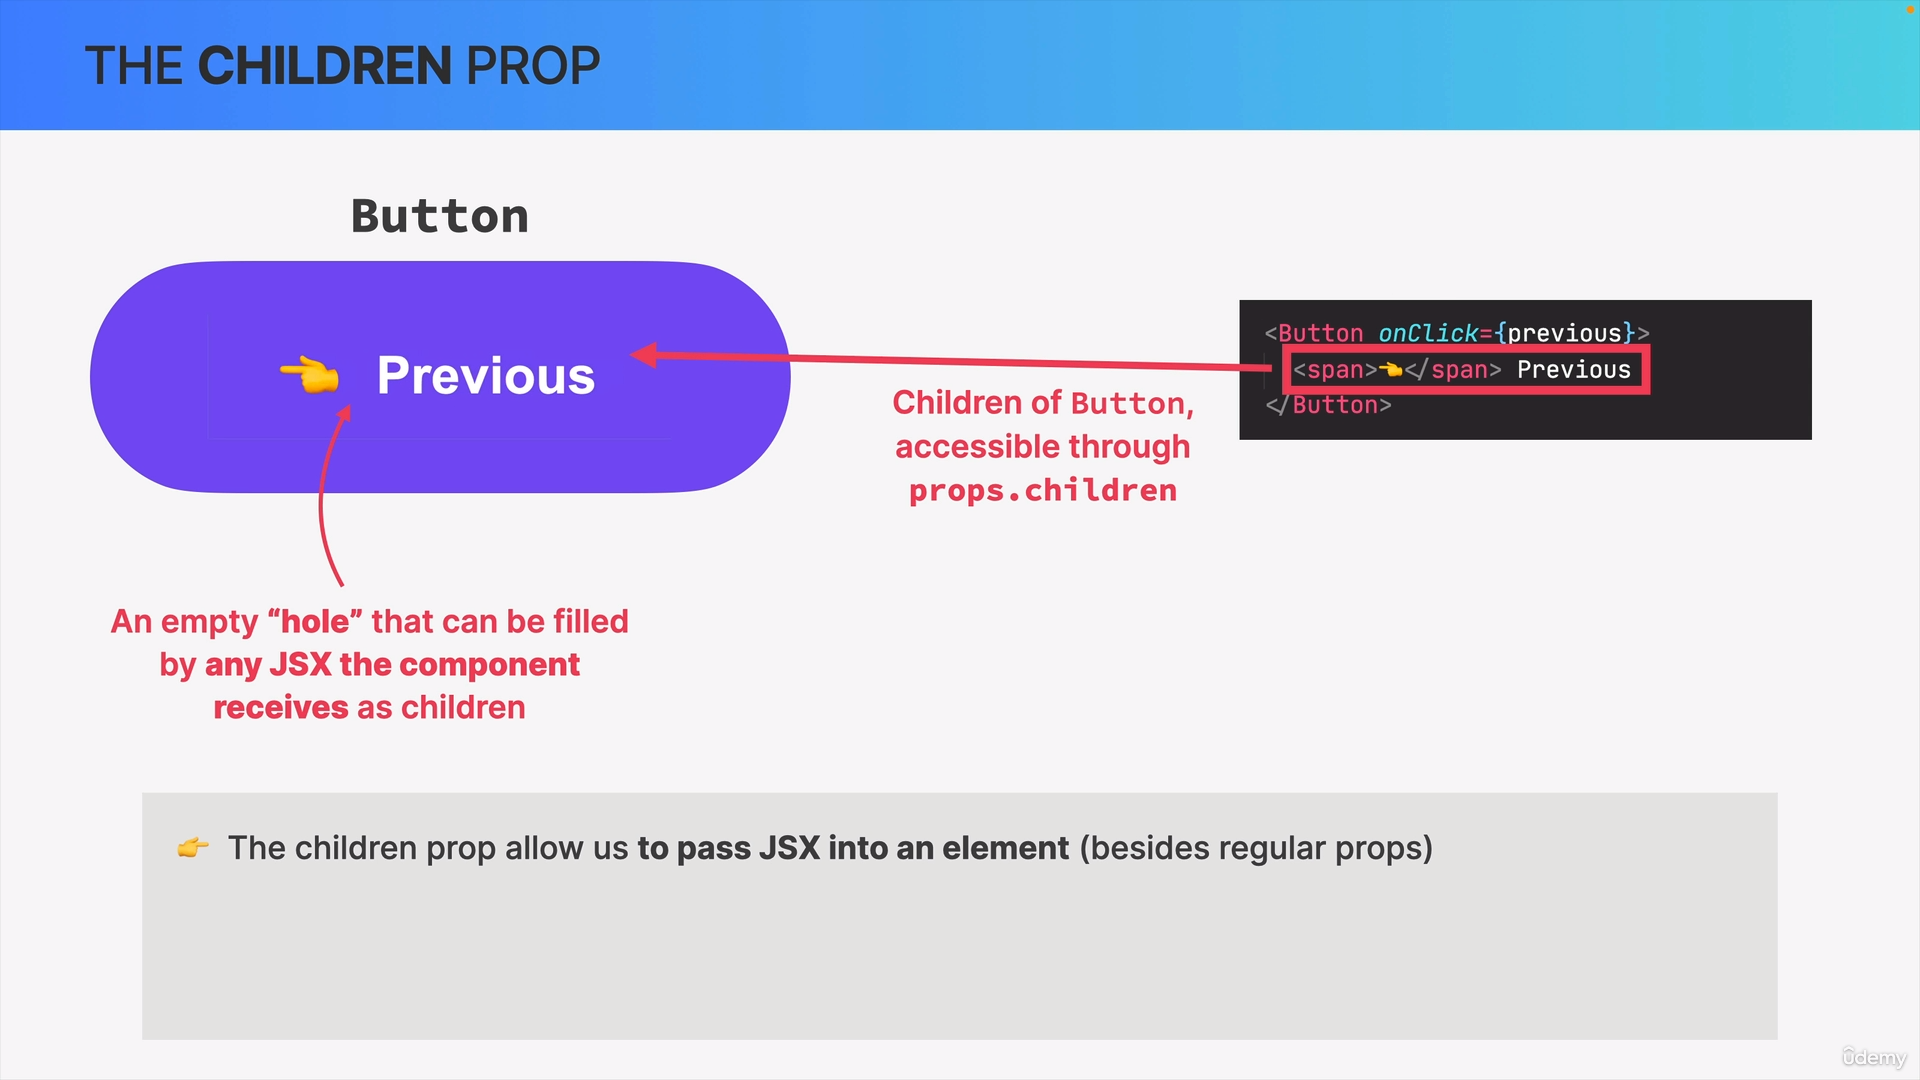 THE CHILDREN PROP
Button
👈 Previous
<Button onClick={previous}>
<span>👈</span> Previous
</Button>
Children of Button,
accessible through
props.children
An empty “hole” that can be filled
by any JSX the component
receives as children
👉 The children prop allow us to pass JSX into an element (besides regular props)
ûdemy